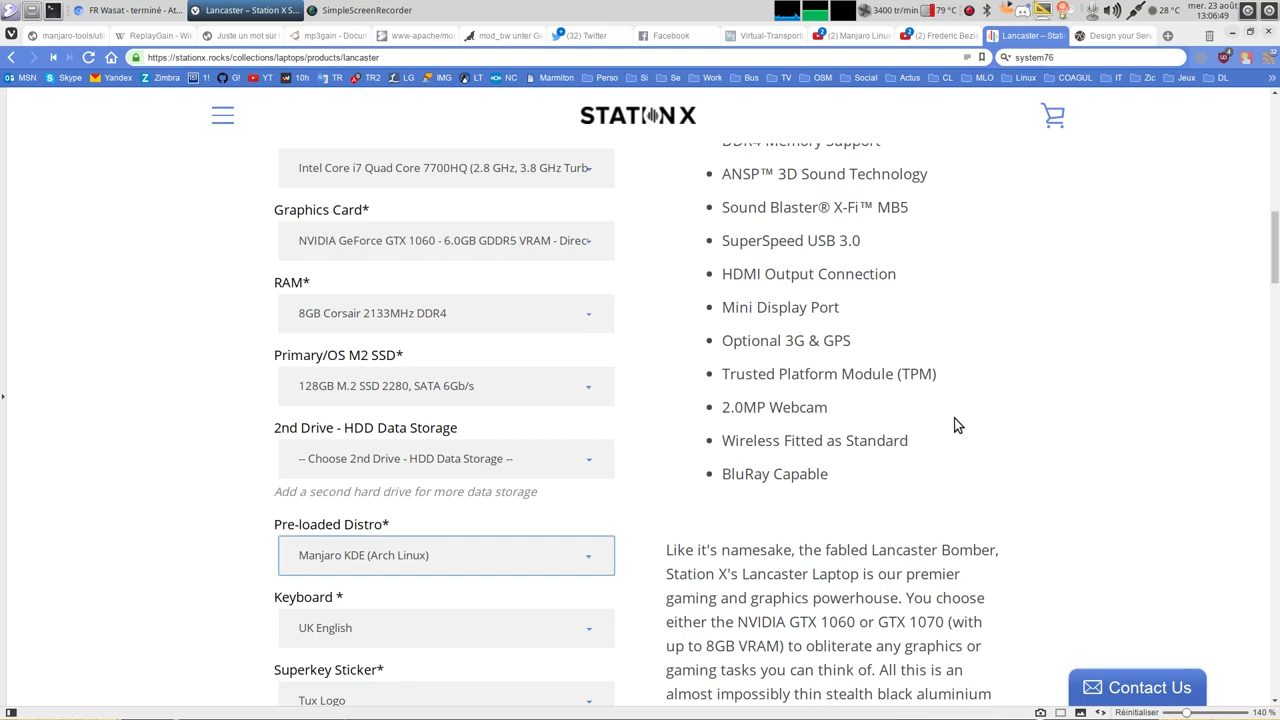 FR Wasat - terminé - At...
Lancaster – Station X S...
SimpleScreenRecorder
3400 tr/min
79 °C
28 °C
mer. 23 août
13:06:49
manjaro-tools/ui
ReplayGain - Wi
Juste un mot sur
mp3gain - Docum
www-apache/mod
mod_bw unter G
(32) Twitter
Facebook
Virtual-Transport
(2) Manjaro Linux
(2) Frederic Bezi
Lancaster – Stati
Design your Serv
https://stationx.rocks/collections/laptops/products/lancaster
system76
MSN
Skype
Yandex
Zimbra
1!
G!
YT
10h
TR
TR2
LG
IMG
LT
NC
Marmiton
Perso
Si
Se
Work
Bus
TV
OSM
Social
Actus
CL
MLO
Linux
COAGUL
IT
Zic
Jeux
DL
STATION X
Intel Core i7 Quad Core 7700HQ (2.8 GHz, 3.8 GHz Turb
Graphics Card*
NVIDIA GeForce GTX 1060 - 6.0GB GDDR5 VRAM - Direc
RAM*
8GB Corsair 2133MHz DDR4
Primary/OS M2 SSD*
128GB M.2 SSD 2280, SATA 6Gb/s
2nd Drive - HDD Data Storage
-- Choose 2nd Drive - HDD Data Storage --
Add a second hard drive for more data storage
Pre-loaded Distro*
Manjaro KDE (Arch Linux)
Keyboard *
UK English
Superkey Sticker*
Tux Logo
DDR4 Memory Support
ANSP™ 3D Sound Technology
Sound Blaster® X-Fi™ MB5
SuperSpeed USB 3.0
HDMI Output Connection
Mini Display Port
Optional 3G & GPS
Trusted Platform Module (TPM)
2.0MP Webcam
Wireless Fitted as Standard
BluRay Capable
Like it's namesake, the fabled Lancaster Bomber,
Station X's Lancaster Laptop is our premier
gaming and graphics powerhouse. You choose
either the NVIDIA GTX 1060 or GTX 1070 (with
up to 8GB VRAM) to obliterate any graphics or
gaming tasks you can think of. All this is an
almost impossibly thin stealth black aluminium
Contact Us
Réinitialiser
140 %